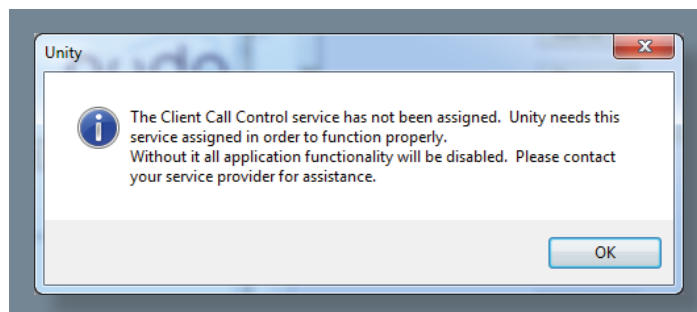 Unity
The Client Call Control service has not been assigned.  Unity needs this
service assigned in order to function properly.
Without it all application functionality will be disabled.  Please contact
your service provider for assistance.
OK